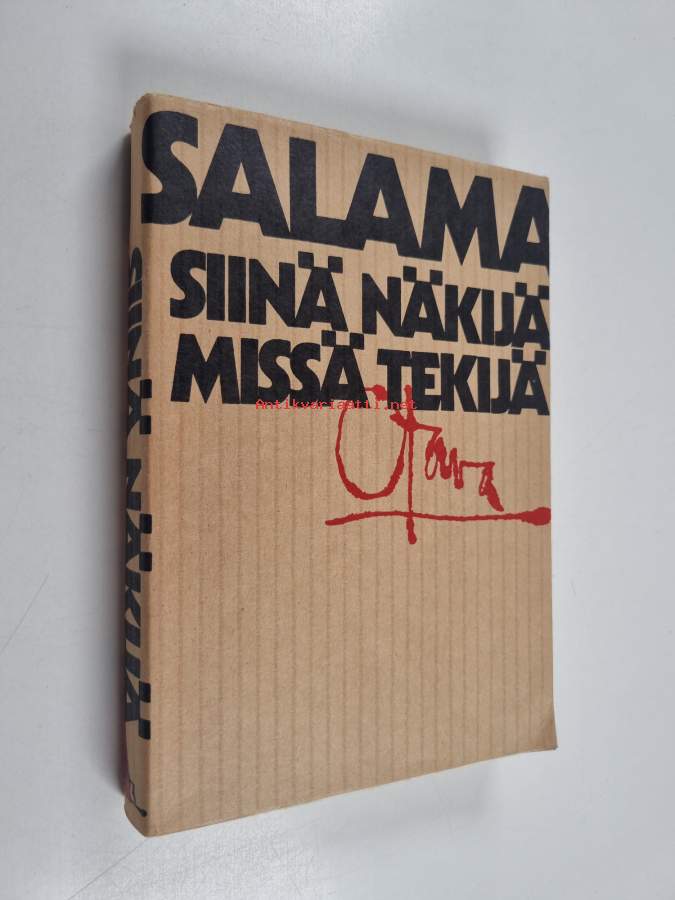 SALAMA
SIINÄ NÄKIJÄ
MISSÄ TEKIJÄ
Antikvariaatti.net
Otava
SIINÄ NÄKIJÄ